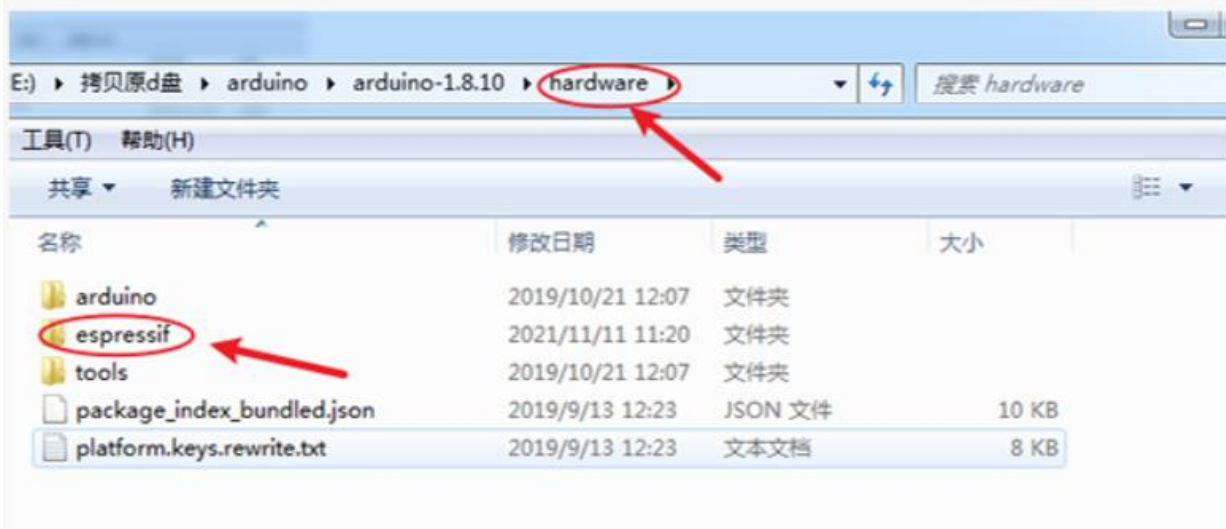 E:) ▸ 拷贝原d盘 ▸ arduino ▸ arduino-1.8.10 ▸ hardware ▸ 搜索 hardware
工具(T) 帮助(H)
共享 新建文件夹
名称 修改日期 类型 大小
arduino 2019/10/21 12:07 文件夹
espressif 2021/11/11 11:20 文件夹
tools 2019/10/21 12:07 文件夹
package_index_bundled.json 2019/9/13 12:23 JSON 文件 10 KB
platform.keys.rewrite.txt 2019/9/13 12:23 文本文档 8 KB